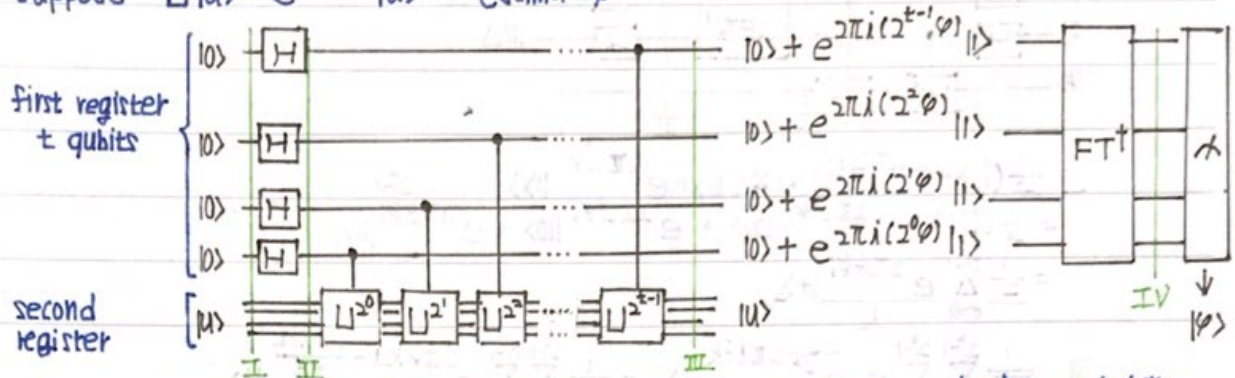 |0⟩ H ... |0⟩ + e^{2πi(2^{t-1}φ)}|1⟩
first register
t qubits
|0⟩ H ... |0⟩ + e^{2πi(2^2φ)}|1⟩
FT†
|0⟩ H ... |0⟩ + e^{2πi(2^1φ)}|1⟩
|0⟩ H ... |0⟩ + e^{2πi(2^0φ)}|1⟩
second
register
|u⟩ U^{2^0} U^{2^1} U^{2^2} ... U^{2^{t-1}} |u⟩
IV
|φ⟩
I II III